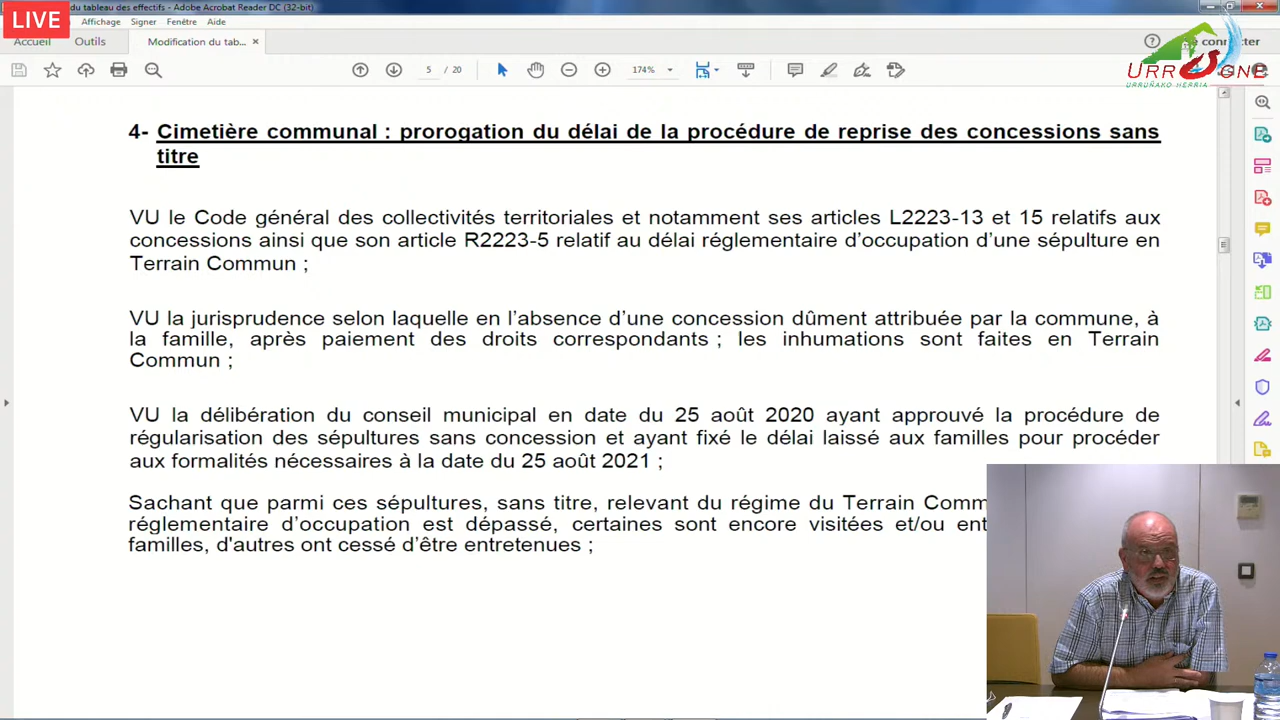 LIVE
du tableau des effectifs - Adobe Acrobat Reader DC (32-bit)
Affichage Signer Fenêtre Aide
Accueil Outils Modification du tab...
5 / 20 174%
URRUGNE
URRUÑAKO HERRIA
4- Cimetière communal : prorogation du délai de la procédure de reprise des concessions sans
titre
VU le Code général des collectivités territoriales et notamment ses articles L2223-13 et 15 relatifs aux
concessions ainsi que son article R2223-5 relatif au délai réglementaire d’occupation d’une sépulture en
Terrain Commun ;
VU la jurisprudence selon laquelle en l’absence d’une concession dûment attribuée par la commune, à
la famille, après paiement des droits correspondants ; les inhumations sont faites en Terrain
Commun ;
VU la délibération du conseil municipal en date du 25 août 2020 ayant approuvé la procédure de
régularisation des sépultures sans concession et ayant fixé le délai laissé aux familles pour procéder
aux formalités nécessaires à la date du 25 août 2021 ;
Sachant que parmi ces sépultures, sans titre, relevant du régime du Terrain Comm
réglementaire d’occupation est dépassé, certaines sont encore visitées et/ou ent
familles, d'autres ont cessé d’être entretenues ;